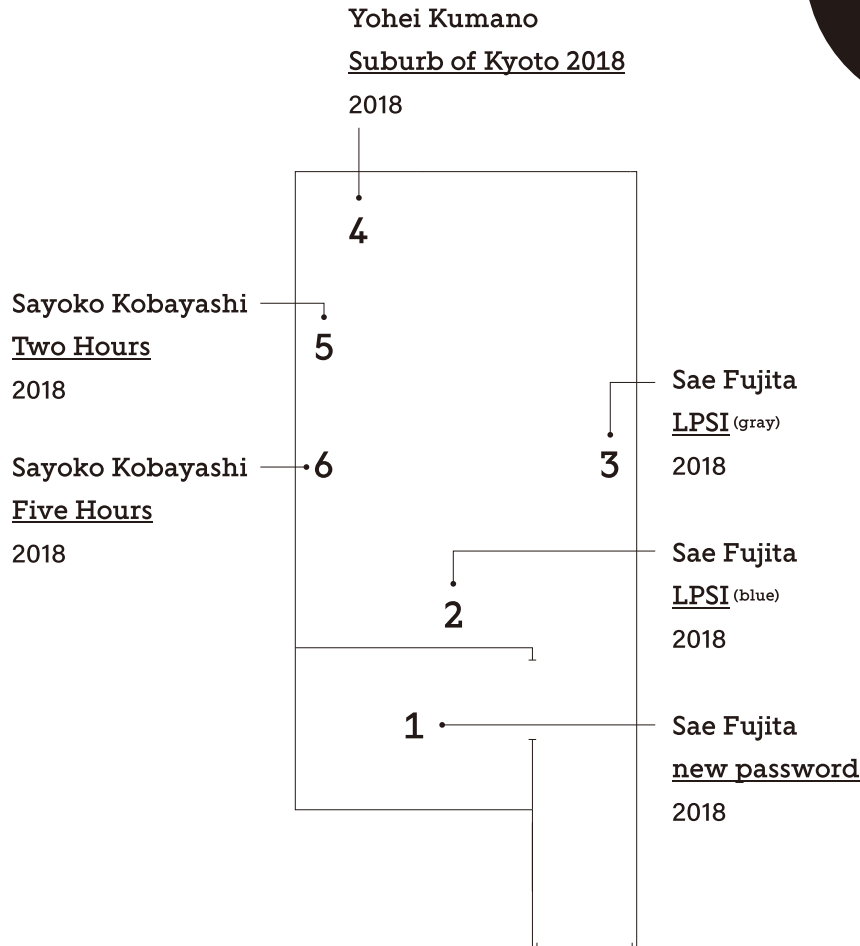 Yohei Kumano
Suburb of Kyoto 2018
2018
4
Sayoko Kobayashi
Two Hours
2018
5
Sae Fujita
LPSI (gray)
2018
3
Sayoko Kobayashi
Five Hours
2018
6
Sae Fujita
LPSI (blue)
2018
2
1
Sae Fujita
new password
2018